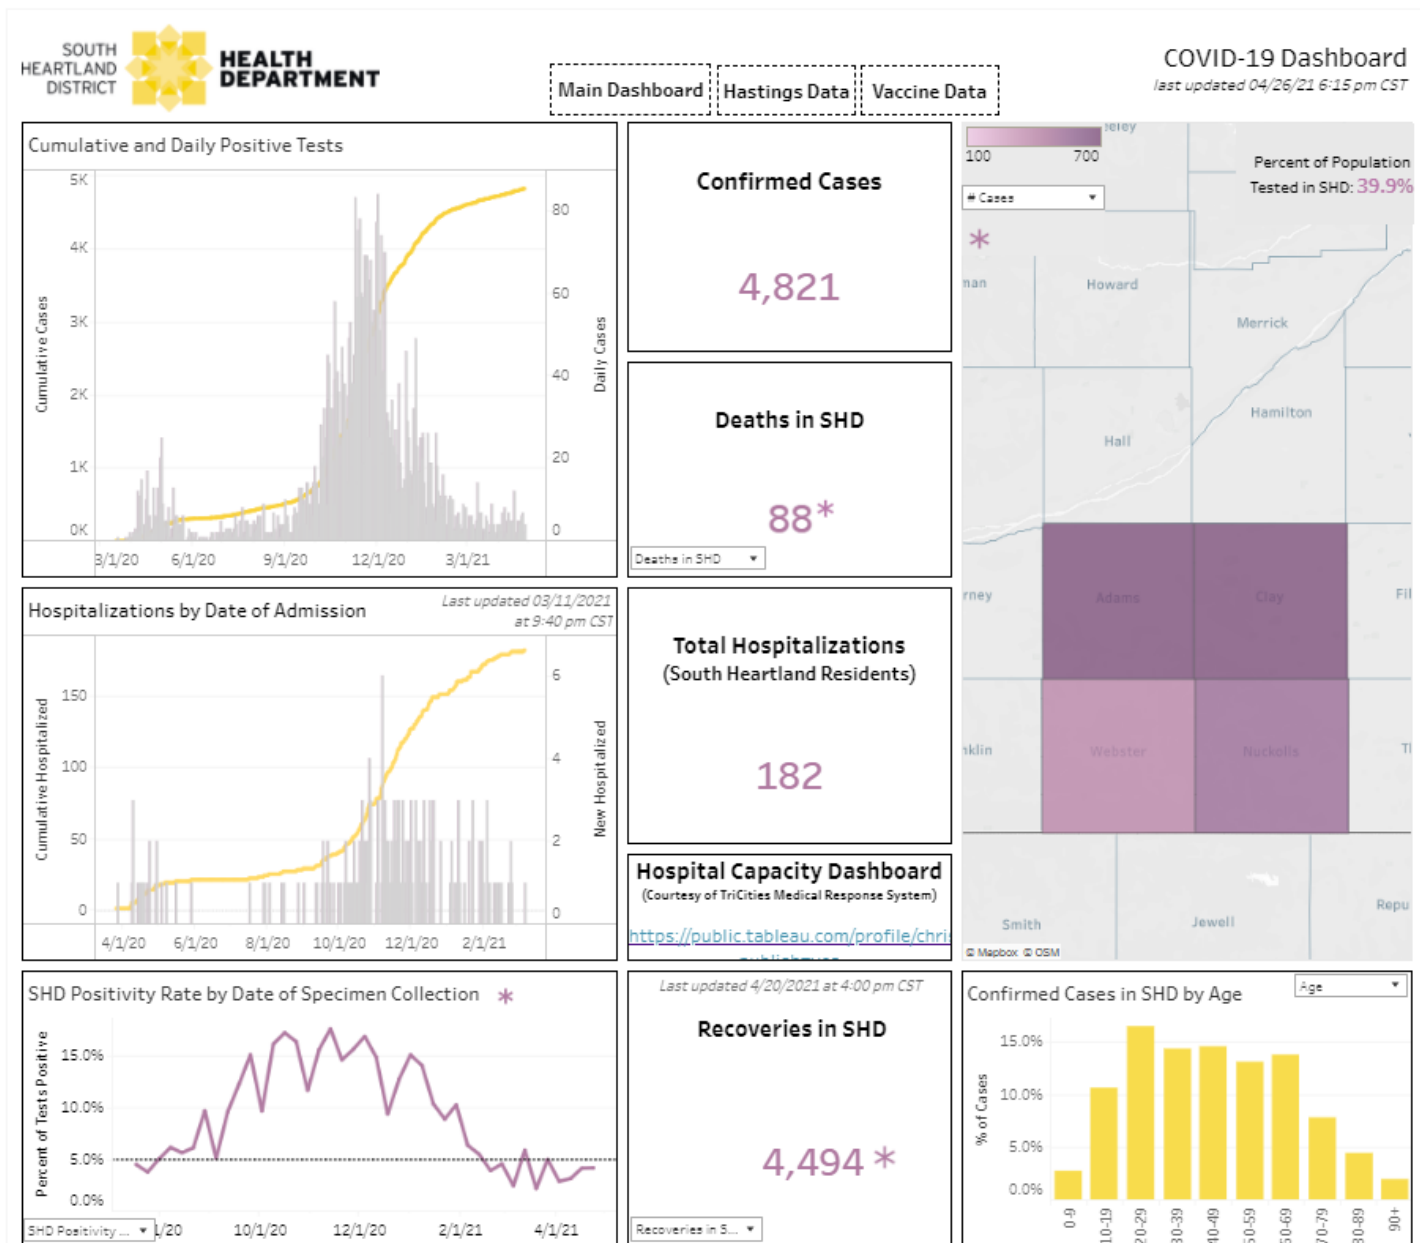 SOUTH
HEARTLAND
DISTRICT
HEALTH
DEPARTMENT
Main Dashboard
Hastings Data
Vaccine Data
COVID-19 Dashboard
last updated 04/26/21 6:15 pm CST
Cumulative and Daily Positive Tests
5K
4K
3K
2K
1K
0K
Cumulative Cases
80
60
40
20
0
Daily Cases
3/1/20
6/1/20
9/1/20
12/1/20
3/1/21
Confirmed Cases
4,821
Deaths in SHD
88*
Deaths in SHD
100
700
# Cases
*
Percent of Population
Tested in SHD: 39.9%
Howard
Merrick
Hamilton
Hall
Adams
Clay
Webster
Nuckolls
Smith
Jewell
Repu
© Mapbox © OSM
Hospitalizations by Date of Admission
Last updated 03/11/2021
at 9:40 pm CST
150
100
50
0
Cumulative Hospitalized
6
4
2
0
New Hospitalized
4/1/20
6/1/20
8/1/20
10/1/20
12/1/20
2/1/21
Total Hospitalizations
(South Heartland Residents)
182
Hospital Capacity Dashboard
(Courtesy of TriCities Medical Response System)
https://public.tableau.com/profile/chris
SHD Positivity Rate by Date of Specimen Collection *
15.0%
10.0%
5.0%
0.0%
Percent of Tests Positive
SHD Positivity ...
1/20
10/1/20
12/1/20
2/1/21
4/1/21
Last updated 4/20/2021 at 4:00 pm CST
Recoveries in SHD
4,494 *
Recoveries in S...
Confirmed Cases in SHD by Age
Age
15.0%
10.0%
5.0%
0.0%
% of Cases
0-9
10-19
20-29
30-39
40-49
50-59
60-69
70-79
80-89
90+